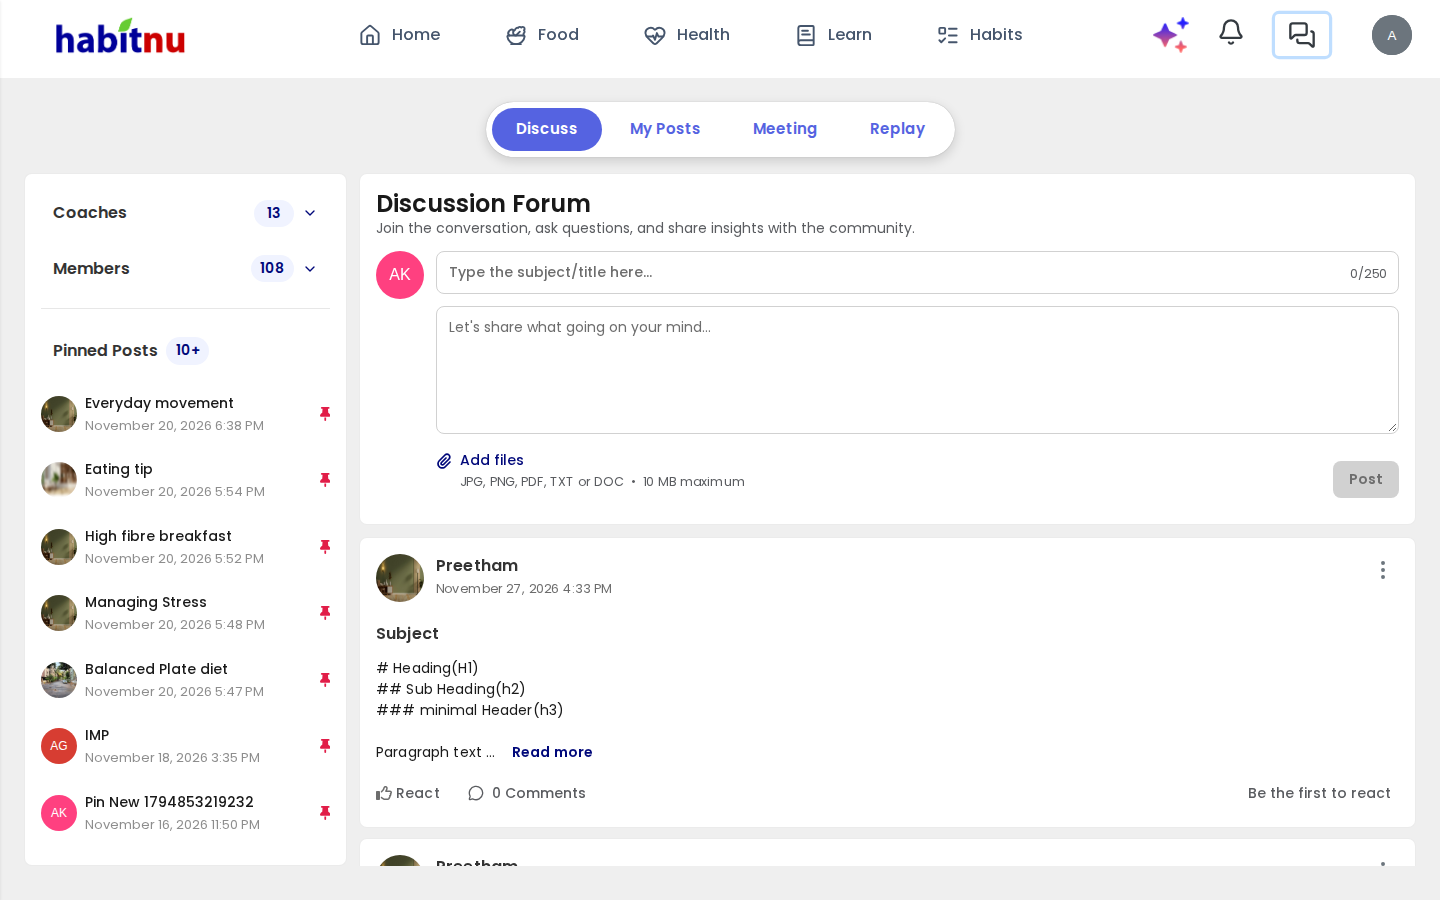 habitnu
Home
Food
Health
Learn
Habits
A
Discuss
My Posts
Meeting
Replay
Coaches
13
Members
108
Pinned Posts
10+
Everyday movement
November 20, 2026 6:38 PM
Eating tip
November 20, 2026 5:54 PM
High fibre breakfast
November 20, 2026 5:52 PM
Managing Stress
November 20, 2026 5:48 PM
Balanced Plate diet
November 20, 2026 5:47 PM
AG
IMP
November 18, 2026 3:35 PM
AK
Pin New 1794853219232
November 16, 2026 11:50 PM
Discussion Forum
Join the conversation, ask questions, and share insights with the community.
AK
Type the subject/title here...
0/250
Let's share what going on your mind...
Add files
JPG, PNG, PDF, TXT or DOC • 10 MB maximum
Post
Preetham
November 27, 2026 4:33 PM
Subject
# Heading(H1)
## Sub Heading(h2)
### minimal Header(h3)
Paragraph text ... Read more
React
0 Comments
Be the first to react
Preetham